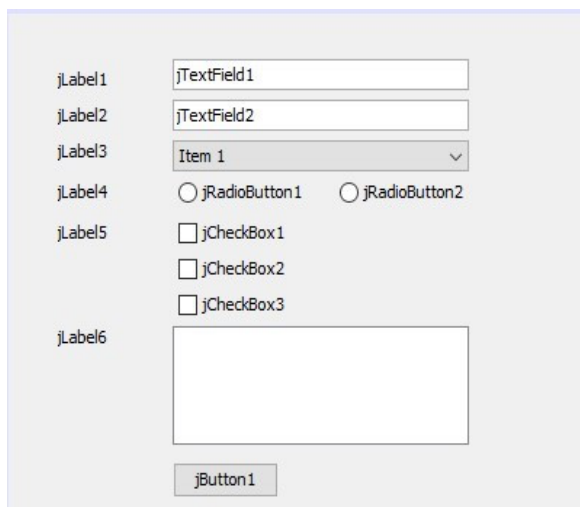 jLabel1 jTextField1
jLabel2 jTextField2
jLabel3 Item 1
jLabel4 jRadioButton1 jRadioButton2
jLabel5 jCheckBox1
jCheckBox2
jCheckBox3
jLabel6
jButton1